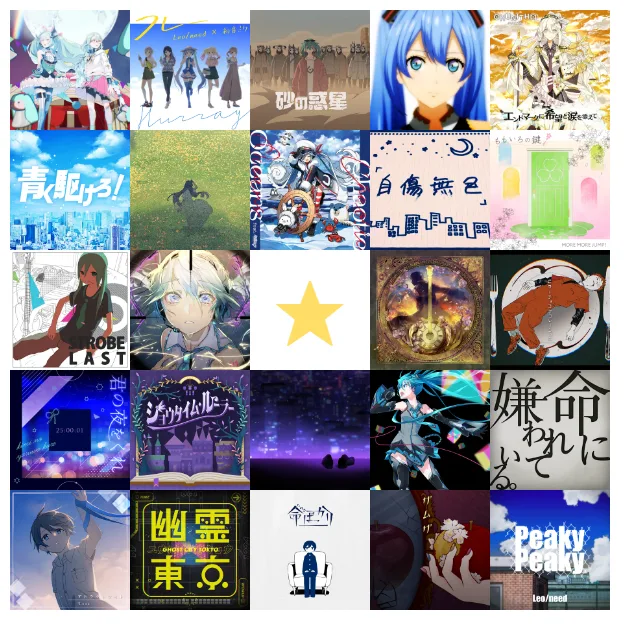 フレー
Leo/need × 初音ミク
Hurray
砂の惑星
エンドマークに希望と涙を添えて
青く駆けろ!
Chaotic
Oceans
「自傷無色」
ももいろの鍵
MORE MORE JUMP!
STROBE
LAST
君の夜をくれ
25:00:01
ショウタイム・ルーラー
命に
嫌われて
いる。
幽霊
東京
GHOST CITY TOKYO
Peaky
Peaky
Leo/need